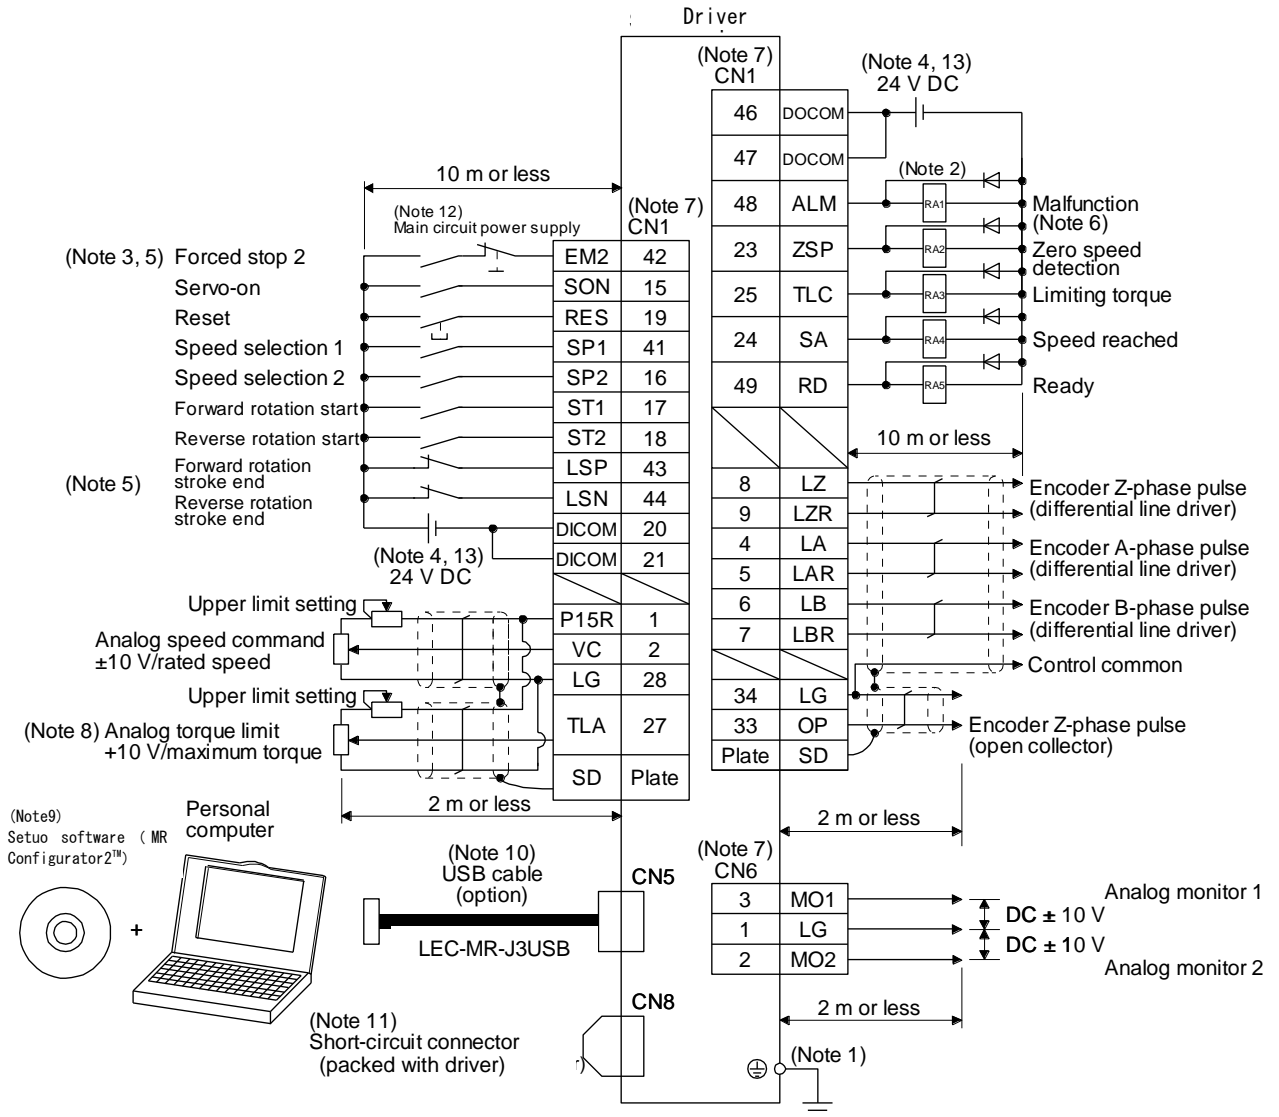 Driver
(Note 7)
CN1
(Note 4, 13)
24 V DC
46 DOCOM
47 DOCOM
(Note 2)
48 ALM RA1 Malfunction
(Note 6)
23 ZSP RA2 Zero speed
detection
25 TLC RA3 Limiting torque
24 SA RA4 Speed reached
49 RD RA5 Ready
10 m or less
8 LZ Encoder Z-phase pulse
9 LZR (differential line driver)
4 LA Encoder A-phase pulse
5 LAR (differential line driver)
6 LB Encoder B-phase pulse
7 LBR (differential line driver)
Control common
34 LG
33 OP Encoder Z-phase pulse
(open collector)
Plate SD
2 m or less
10 m or less
(Note 12)
Main circuit power supply
(Note 7)
CN1
(Note 3, 5) Forced stop 2 EM2 42
Servo-on SON 15
Reset RES 19
Speed selection 1 SP1 41
Speed selection 2 SP2 16
Forward rotation start ST1 17
Reverse rotation start ST2 18
Forward rotation
stroke end LSP 43
(Note 5)
Reverse rotation
stroke end LSN 44
DICOM 20
DICOM 21
(Note 4, 13)
24 V DC
Upper limit setting P15R 1
Analog speed command
±10 V/rated speed VC 2
LG 28
Upper limit setting
(Note 8) Analog torque limit
+10 V/maximum torque TLA 27
SD Plate
2 m or less
(Note9)
Setuo software ( MR
Configurator2™)
+
Personal
computer
(Note 10)
USB cable
(option)
LEC-MR-J3USB
CN5
(Note 11)
Short-circuit connector
(packed with driver)
)
CN8
(Note 7)
CN6
3 MO1 Analog monitor 1
DC ± 10 V
1 LG
DC ± 10 V
2 MO2 Analog monitor 2
2 m or less
(Note 1)